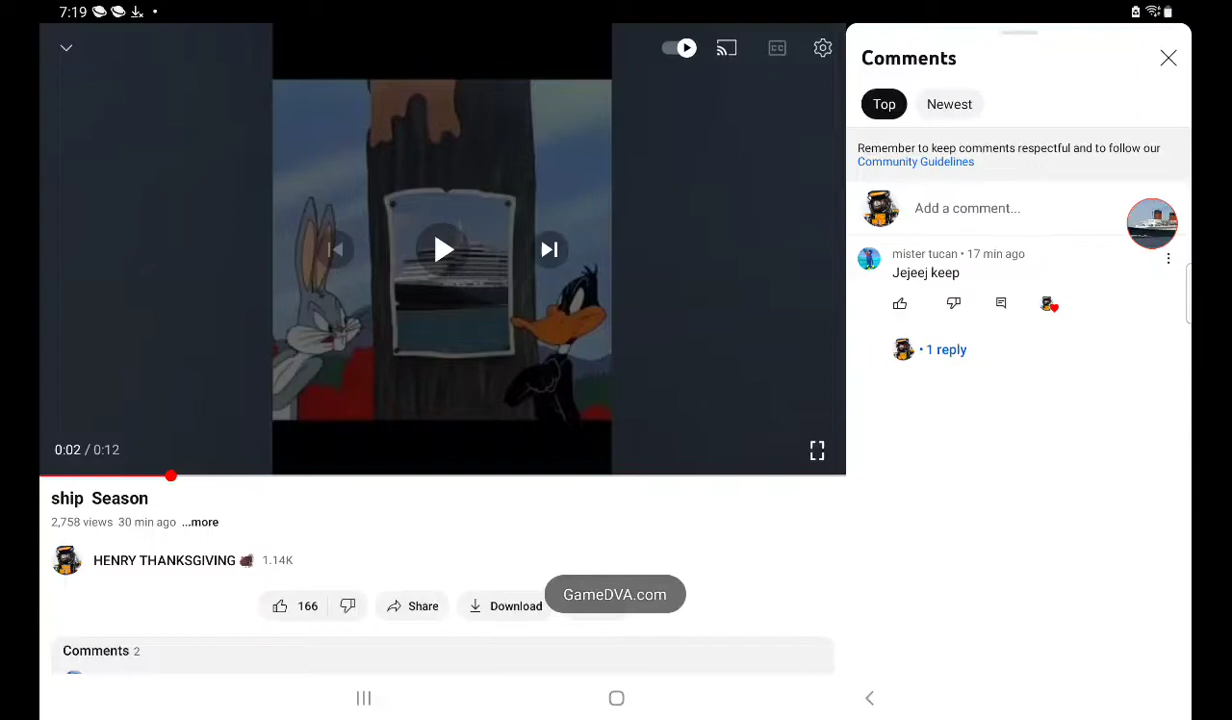 7:19
CC
0:02 / 0:12
ship Season
2,758 views 30 min ago ...more
HENRY THANKSGIVING 1.14K
166
Share
Download
GameDVA.com
Comments 2
Comments
Top
Newest
Remember to keep comments respectful and to follow our
Community Guidelines
Add a comment...
mister tucan • 17 min ago
Jejeej keep
• 1 reply